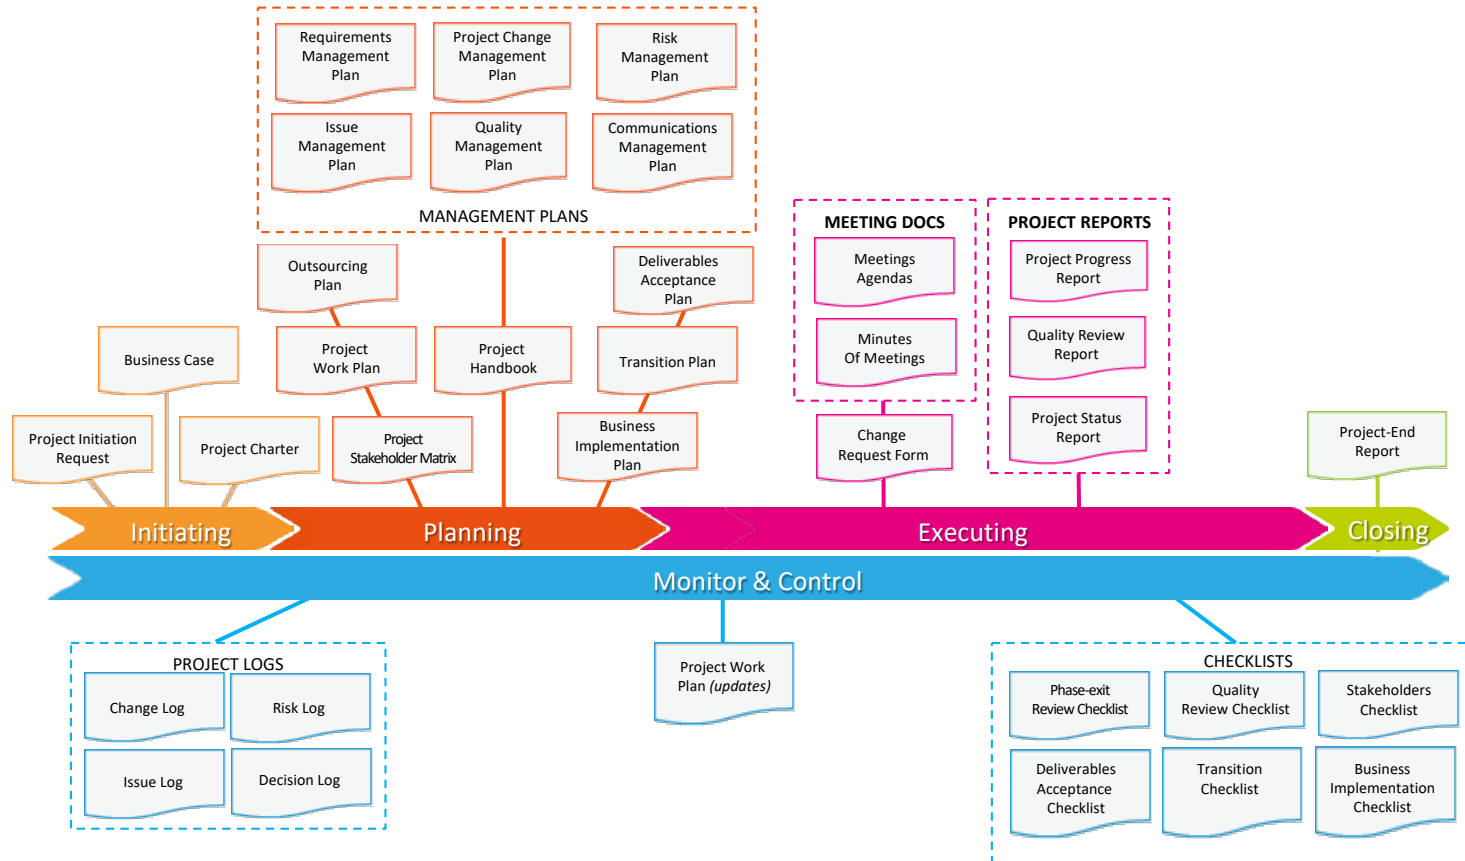 Requirements
Management
Plan
Project Change
Management
Plan
Risk
Management
Plan
Issue
Management
Plan
Quality
Management
Plan
Communications
Management
Plan
MANAGEMENT PLANS
Outsourcing
Plan
Deliverables
Acceptance
Plan
Project
Work Plan
Project
Handbook
Transition Plan
Project
Stakeholder Matrix
Business
Implementation
Plan
Business Case
Project Initiation
Request
Project Charter
MEETING DOCS
Meetings
Agendas
Minutes
Of Meetings
Change
Request Form
PROJECT REPORTS
Project Progress
Report
Quality Review
Report
Project Status
Report
Project-End
Report
Initiating
Planning
Executing
Closing
Monitor & Control
PROJECT LOGS
Change Log
Risk Log
Issue Log
Decision Log
Project Work
Plan (updates)
CHECKLISTS
Phase-exit
Review Checklist
Quality
Review Checklist
Stakeholders
Checklist
Deliverables
Acceptance
Checklist
Transition
Checklist
Business
Implementation
Checklist